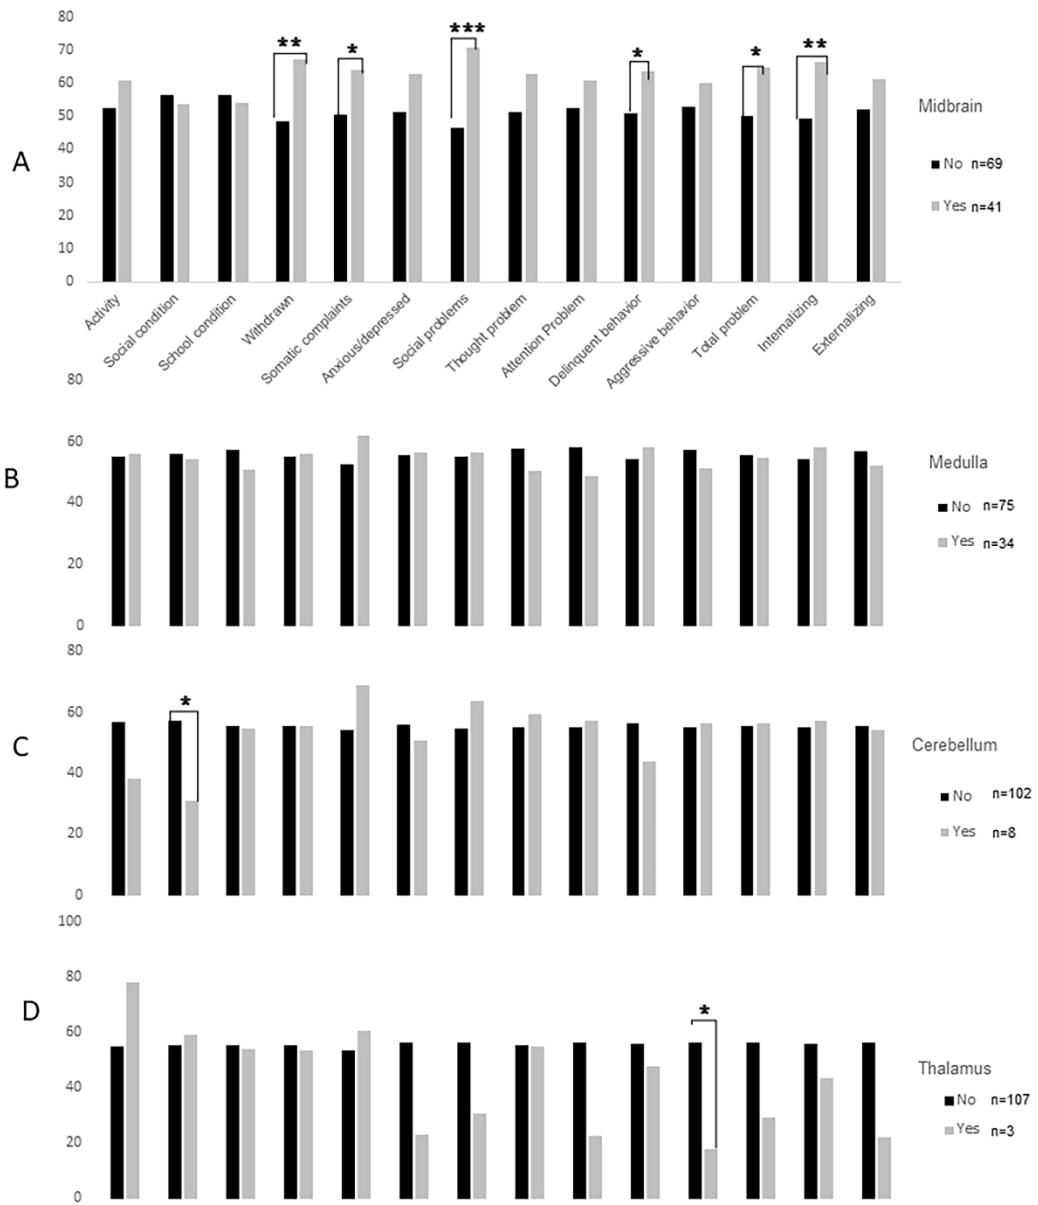 80
70
60
50
40
30
20
10
0
A
** * *** * * **
Midbrain
No n=69
Yes n=41
Activity
Social condition
School condition
Withdrawn
Somatic complaints
Anxious/depressed
Social problems
Thought problem
Attention Problem
Delinquent behavior
Aggressive behavior
Total problem
Internalizing
Externalizing
80
60
40
20
0
B
Medulla
No n=75
Yes n=34
80
60
40
20
0
C
*
Cerebellum
No n=102
Yes n=8
100
80
60
40
20
0
D
*
Thalamus
No n=107
Yes n=3